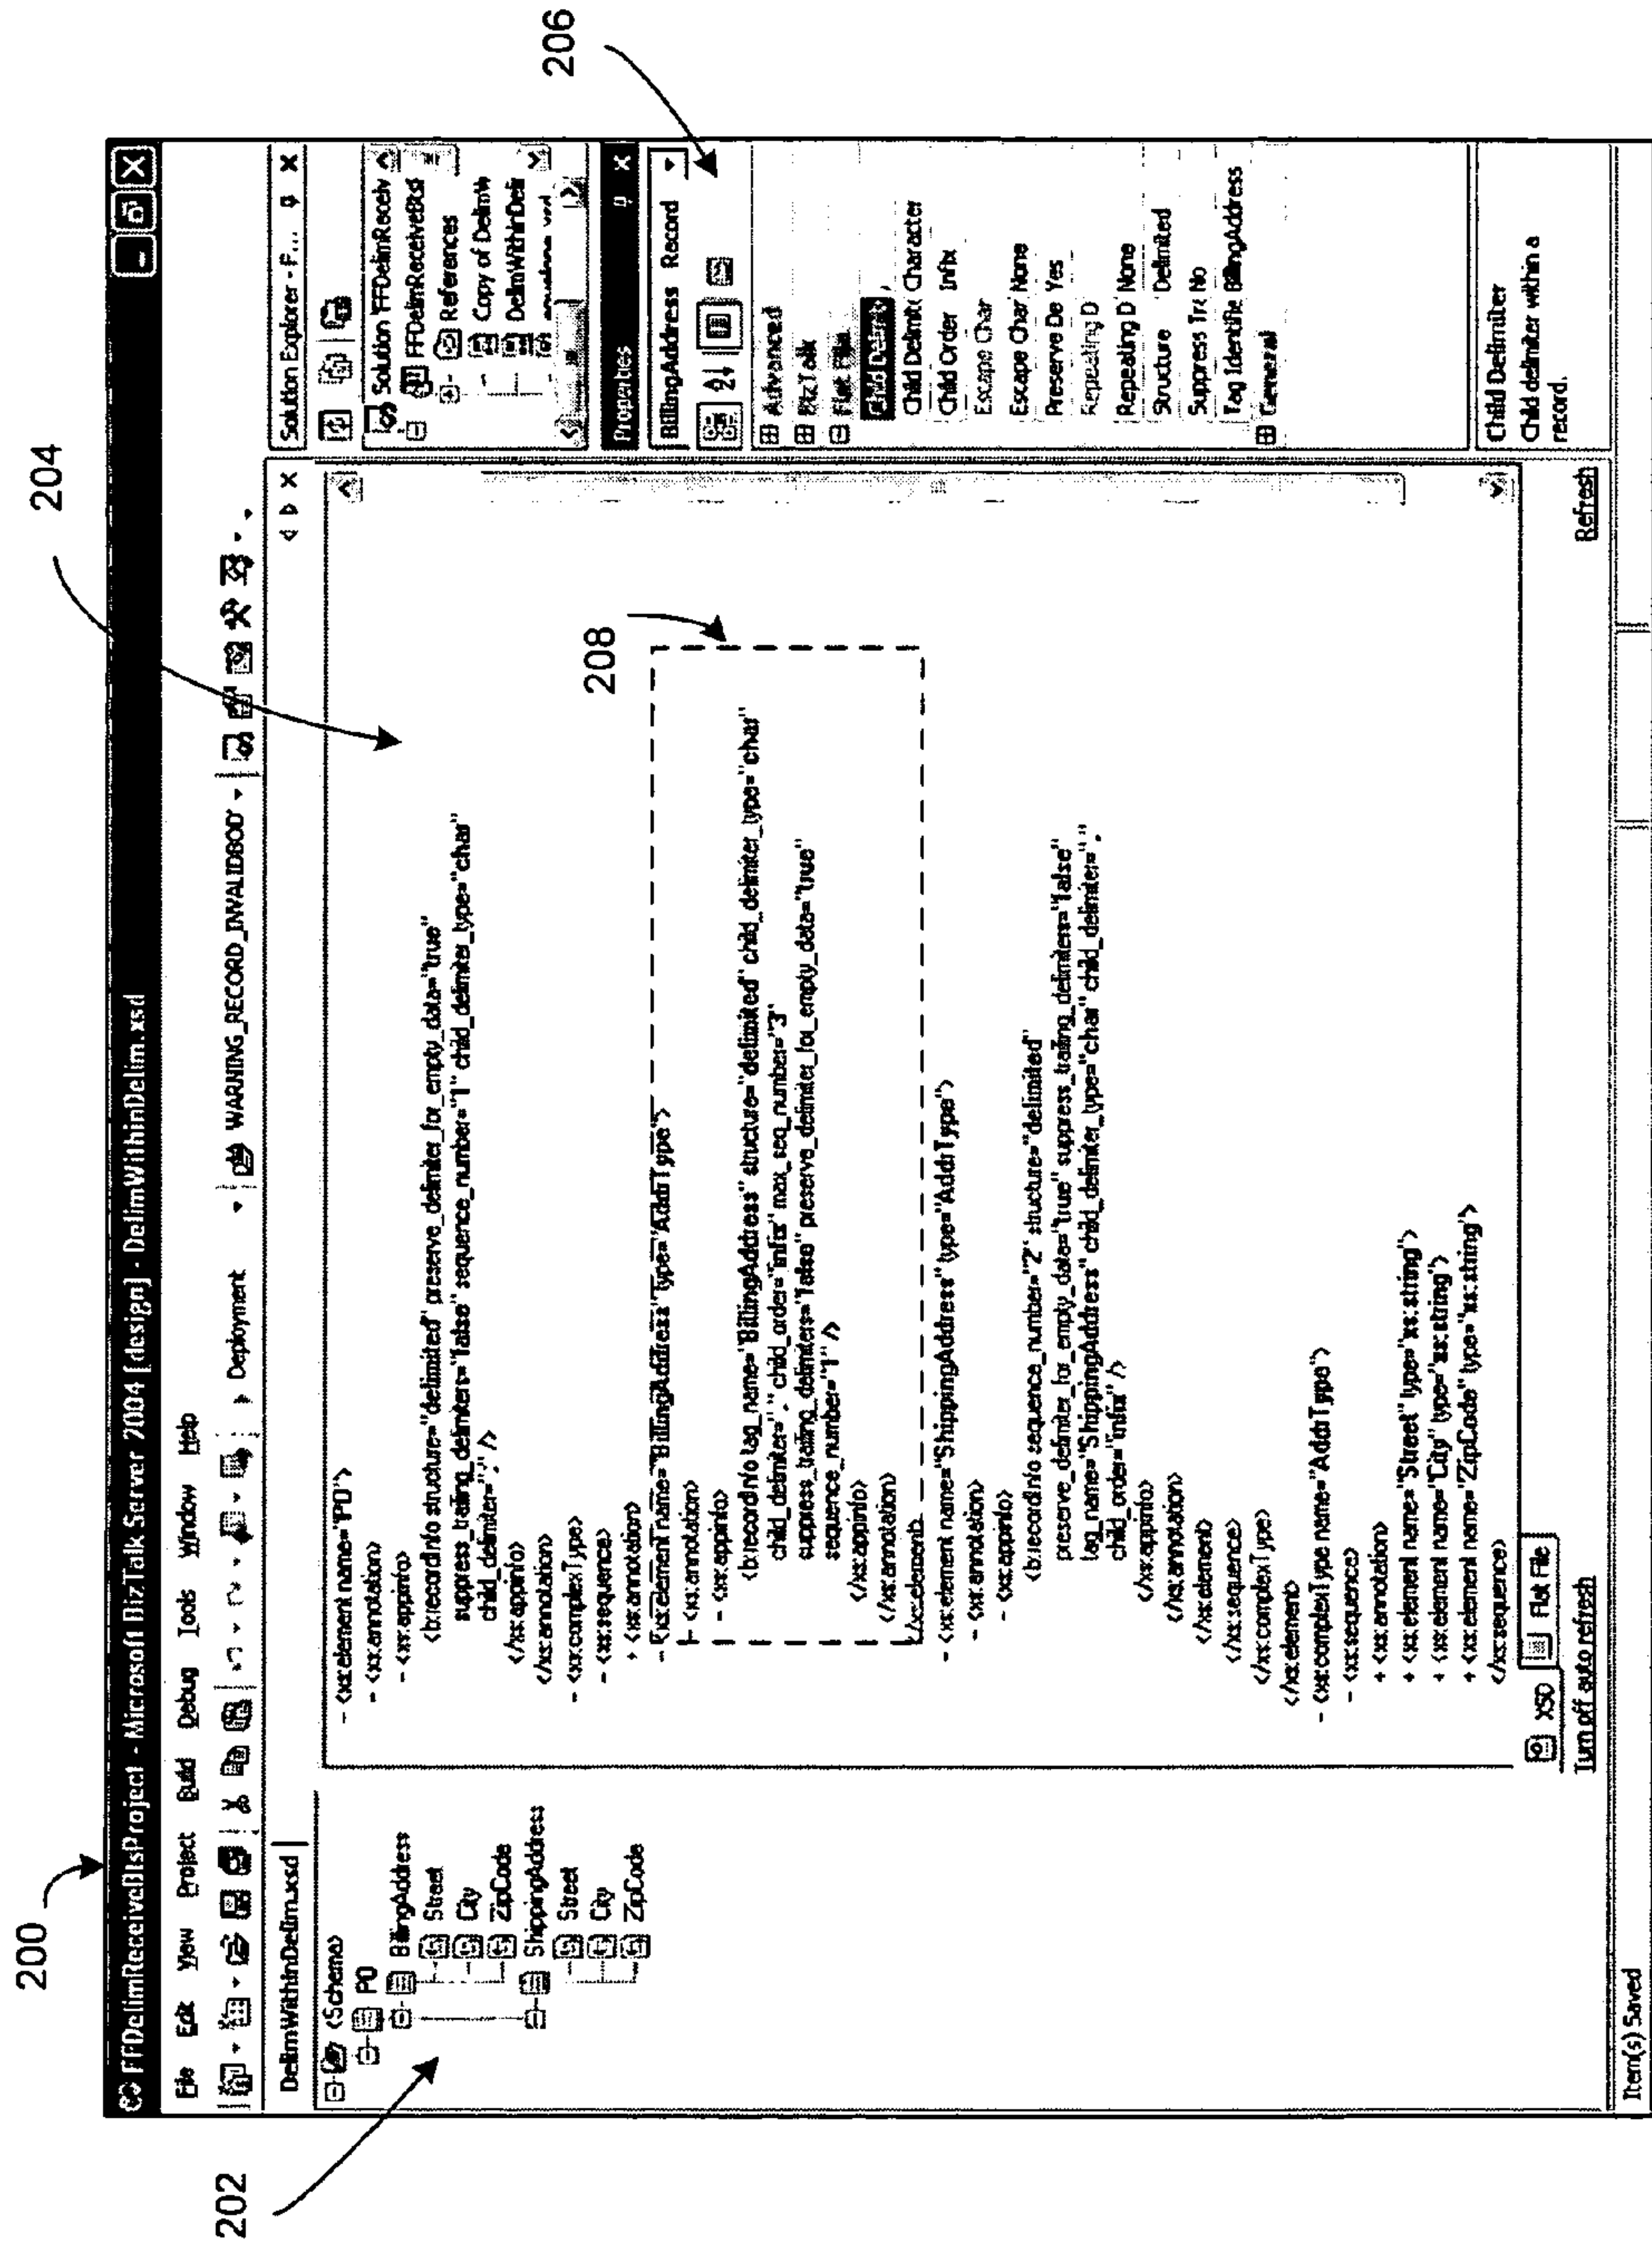 200
202
204
206
208
FFDelimReceiveBtsProject - Microsoft BizTalk Server 2004 [design] - DelimWithinDelim.xsd
File Edit View Project Build Debug Tools Window Help
Deployment WARNING_RECORD_INVALIDBOD
DelimWithinDelim.xsd
<Schema>
PO
BillingAddress
Street
City
ZipCode
ShippingAddress
Street
City
ZipCode
- <xs:element name="PO">
- <xs:annotation>
- <xs:appinfo>
<b:recordInfo structure="delimited" preserve_delimiter_for_empty_data="true"
suppress_trailing_delimiters="false" sequence_number="1" child_delimiter_type="char"
child_delimiter=";" />
</xs:appinfo>
</xs:annotation>
- <xs:complexType>
- <xs:sequence>
+ <xs:annotation>
- <xs:element name="BillingAddress" type="AddrType">
- <xs:annotation>
- <xs:appinfo>
<b:recordInfo tag_name="BillingAddress" structure="delimited" child_delimiter_type="char"
child_delimiter="," child_order="infix" max_seq_number="3"
suppress_trailing_delimiters="false" preserve_delimiter_for_empty_data="true"
sequence_number="1" />
</xs:appinfo>
</xs:annotation>
</xs:element>
- <xs:element name="ShippingAddress" type="AddrType">
- <xs:annotation>
- <xs:appinfo>
<b:recordInfo sequence_number="2" structure="delimited"
preserve_delimiter_for_empty_data="true" suppress_trailing_delimiters="false"
tag_name="ShippingAddress" child_delimiter_type="char" child_delimiter=","
child_order="infix" />
</xs:appinfo>
</xs:annotation>
</xs:element>
</xs:sequence>
</xs:complexType>
</xs:element>
- <xs:complexType name="AddrType">
- <xs:sequence>
+ <xs:annotation>
+ <xs:element name="Street" type="xs:string">
+ <xs:element name="City" type="xs:string">
+ <xs:element name="ZipCode" type="xs:string">
</xs:sequence>
XSD Flat File
Turn off auto refresh Refresh
Solution Explorer - F...
Solution 'FFDelimReceiv
FFDelimReceiveBtsP
References
Copy of DelimW
DelimWithinDelir
Properties
BillingAddress Record
Advanced
BizTalk
Flat File
Child Delimit ,
Child Delimit Character
Child Order Infix
Escape Char
Escape Char None
Preserve De Yes
Repeating D
Repeating D None
Structure Delimited
Suppress Tr No
Tag Identifie BillingAddress
General
Child Delimiter
Child delimiter within a
record.
Item(s) Saved